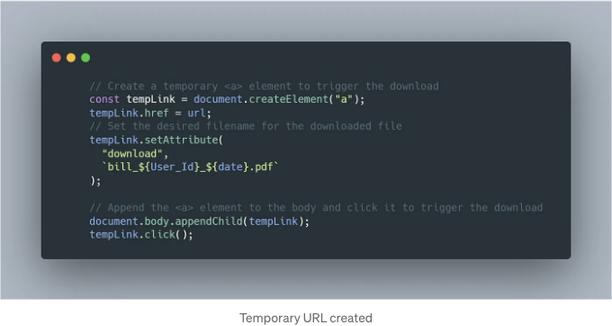 // Create a temporary <a> element to trigger the download
const tempLink = document.createElement("a");
tempLink.href = url;
// Set the desired filename for the downloaded file
tempLink.setAttribute(
"download",
`bill_${User_Id}_${date}.pdf`
);
// Append the <a> element to the body and click it to trigger the download
document.body.appendChild(tempLink);
tempLink.click();
Temporary URL created